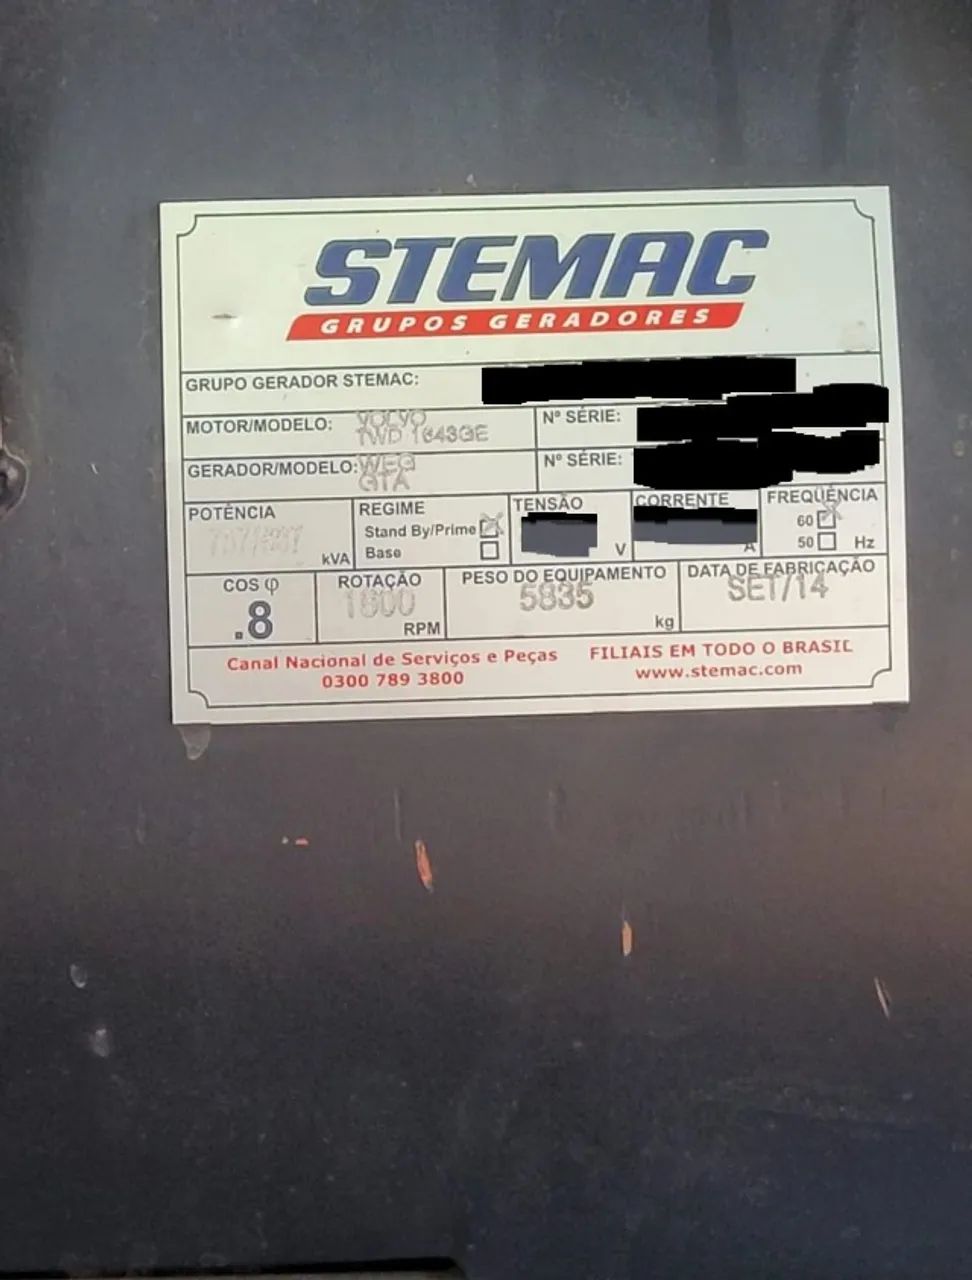 STEMAC
GRUPOS GERADORES
GRUPO GERADOR STEMAC:
MOTOR/MODELO: VOLVO
TWD 1643GE
Nº SÉRIE:
GERADOR/MODELO: WEG
GTA
Nº SÉRIE:
POTÊNCIA
kVA
REGIME
Stand By/Prime
Base
TENSÃO
V
CORRENTE
A
FREQÜÊNCIA
60
50 Hz
COS φ
.8
ROTAÇÃO
1800
RPM
PESO DO EQUIPAMENTO
5835
kg
DATA DE FABRICAÇÃO
SET/14
Canal Nacional de Serviços e Peças
0300 789 3800
FILIAIS EM TODO O BRASIL
www.stemac.com